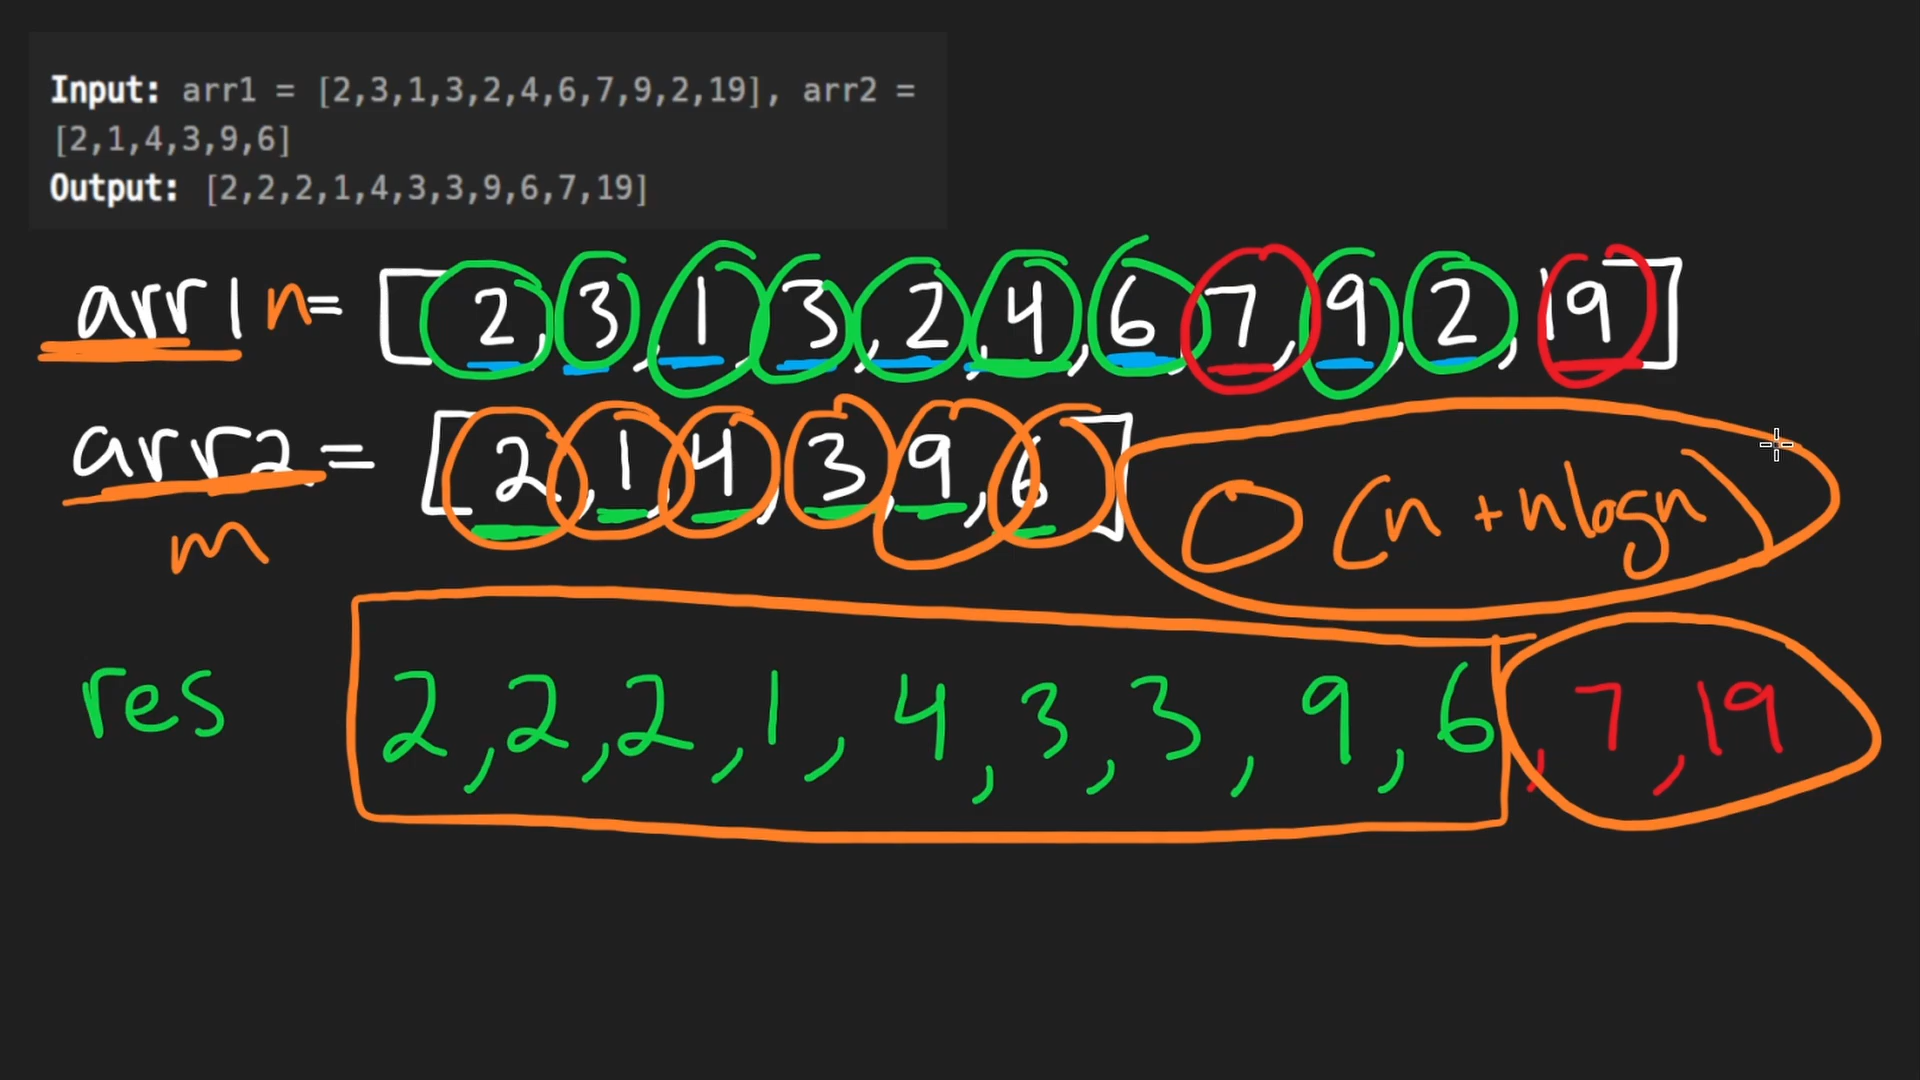 Input: arr1 = [2,3,1,3,2,4,6,7,9,2,19], arr2 =
[2,1,4,3,9,6]
Output: [2,2,2,1,4,3,3,9,6,7,19]
arr1 n = [2,3,1,3,2,4,6,7,9,2,19]
arr2 = [2,1,4,3,9,6] O(n + nlogn)
m
res 2,2,2,1,4,3,3,9,6,7,19